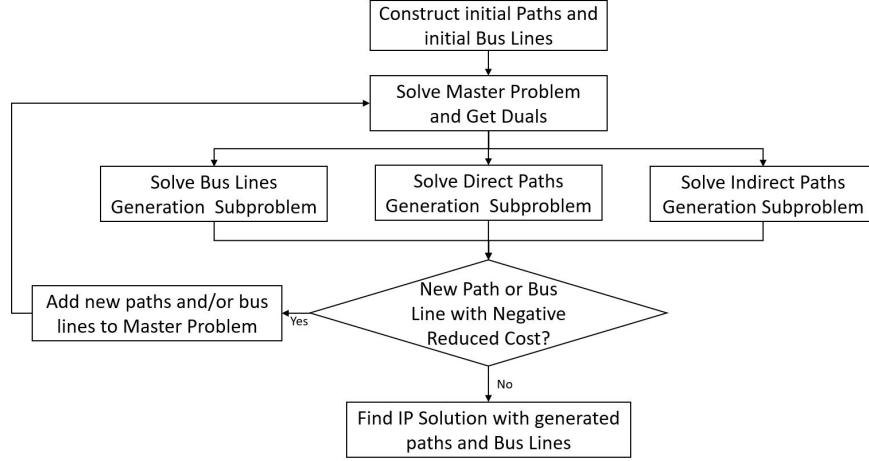 Construct initial Paths and
initial Bus Lines
Solve Master Problem
and Get Duals
Solve Bus Lines
Generation Subproblem
Solve Direct Paths
Generation Subproblem
Solve Indirect Paths
Generation Subproblem
Add new paths and/or bus
lines to Master Problem
Yes
New Path or Bus
Line with Negative
Reduced Cost?
No
Find IP Solution with generated
paths and Bus Lines